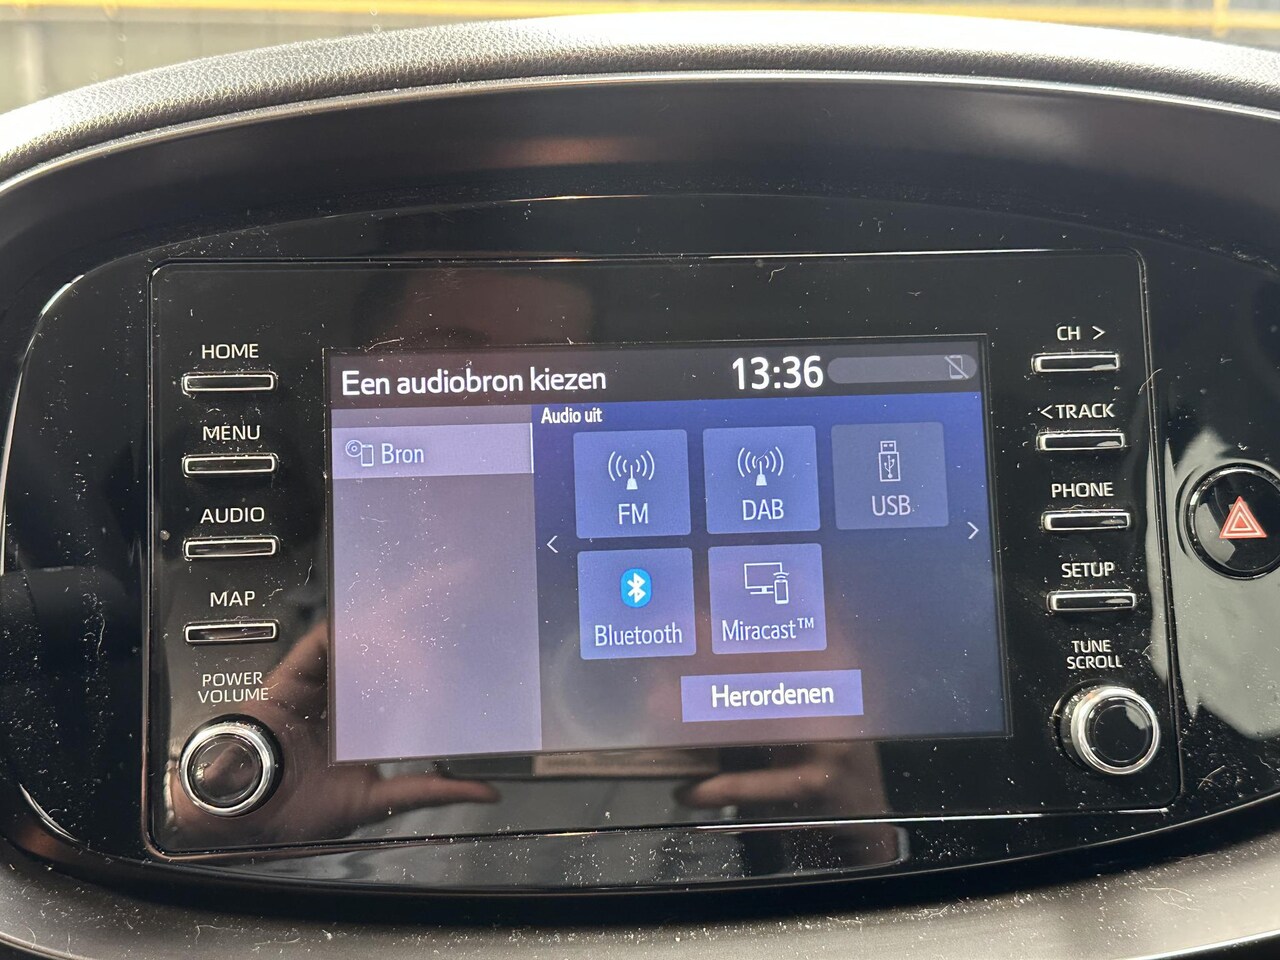 HOME
MENU
AUDIO
MAP
POWER
VOLUME
Een audiobron kiezen 13:36
Bron
Audio uit
FM
DAB
USB
<
>
Bluetooth
Miracast™
Herordenen
CH >
<TRACK
PHONE
SETUP
TUNE
SCROLL